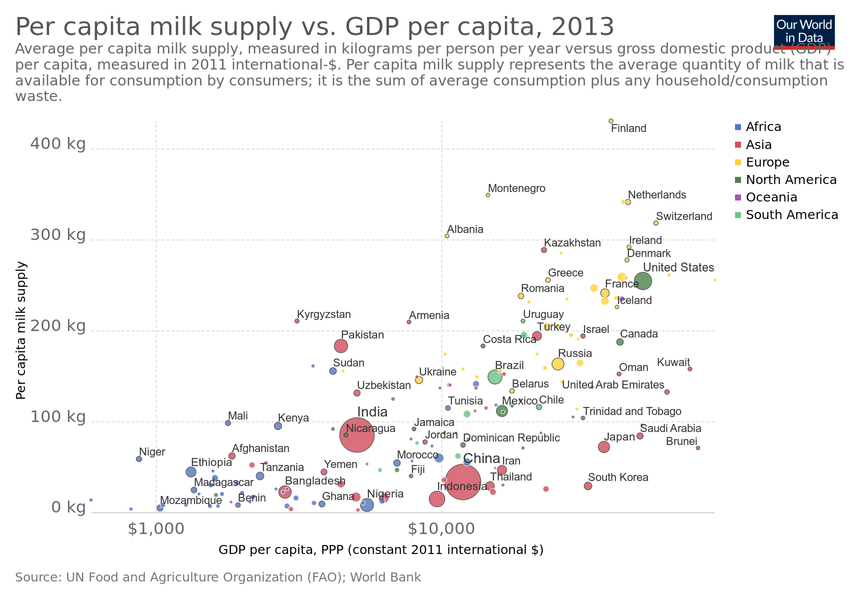 Per capita milk supply vs. GDP per capita, 2013
Our World
in Data
Average per capita milk supply, measured in kilograms per person per year versus gross domestic product (GDP)
per capita, measured in 2011 international-$. Per capita milk supply represents the average quantity of milk that is
available for consumption by consumers; it is the sum of average consumption plus any household/consumption
waste.
400 kg
300 kg
200 kg
100 kg
0 kg
Per capita milk supply
Finland
Montenegro
Netherlands
Switzerland
Albania
Kazakhstan
Ireland
Denmark
United States
Greece
France
Romania
Iceland
Kyrgyzstan
Armenia
Uruguay
Turkey
Israel
Canada
Pakistan
Costa Rica
Russia
Sudan
Ukraine
Brazil
Oman
Kuwait
Uzbekistan
Belarus
United Arab Emirates
Tunisia
Mexico
Chile
India
Trinidad and Tobago
Mali
Kenya
Nicaragua
Jamaica
Jordan
Dominican Republic
Japan
Saudi Arabia
Brunei
Niger
Afghanistan
Ethiopia
Tanzania
Yemen
Morocco
Fiji
China
Iran
Madagascar
Bangladesh
Indonesia
Thailand
South Korea
Mozambique
Benin
Ghana
Nigeria
$1,000
$10,000
GDP per capita, PPP (constant 2011 international $)
Africa
Asia
Europe
North America
Oceania
South America
Source: UN Food and Agriculture Organization (FAO); World Bank